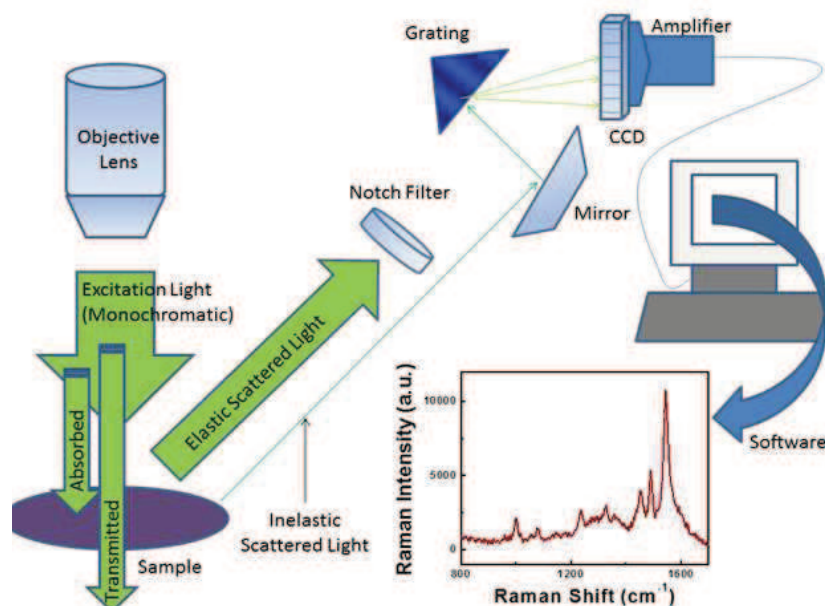 Grating
Amplifier
Objective
Lens
CCD
Notch Filter
Mirror
Excitation Light
(Monochromatic)
Elastic Scattered Light
Absorbed
Transmitted
Sample
Inelastic
Scattered Light
Software
Raman Intensity (a.u.)
10000
5000
0
800
1200
1600
Raman Shift (cm⁻¹)